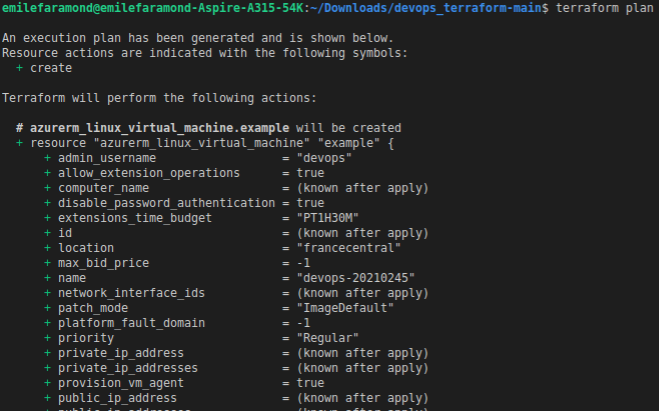 emilefaramond@emilefaramond-Aspire-A315-54K:~/Downloads/devops_terraform-main$ terraform plan
An execution plan has been generated and is shown below.
Resource actions are indicated with the following symbols:
+ create
Terraform will perform the following actions:
# azurerm_linux_virtual_machine.example will be created
+ resource "azurerm_linux_virtual_machine" "example" {
+ admin_username = "devops"
+ allow_extension_operations = true
+ computer_name = (known after apply)
+ disable_password_authentication = true
+ extensions_time_budget = "PT1H30M"
+ id = (known after apply)
+ location = "francecentral"
+ max_bid_price = -1
+ name = "devops-20210245"
+ network_interface_ids = (known after apply)
+ patch_mode = "ImageDefault"
+ platform_fault_domain = -1
+ priority = "Regular"
+ private_ip_address = (known after apply)
+ private_ip_addresses = (known after apply)
+ provision_vm_agent = true
+ public_ip_address = (known after apply)